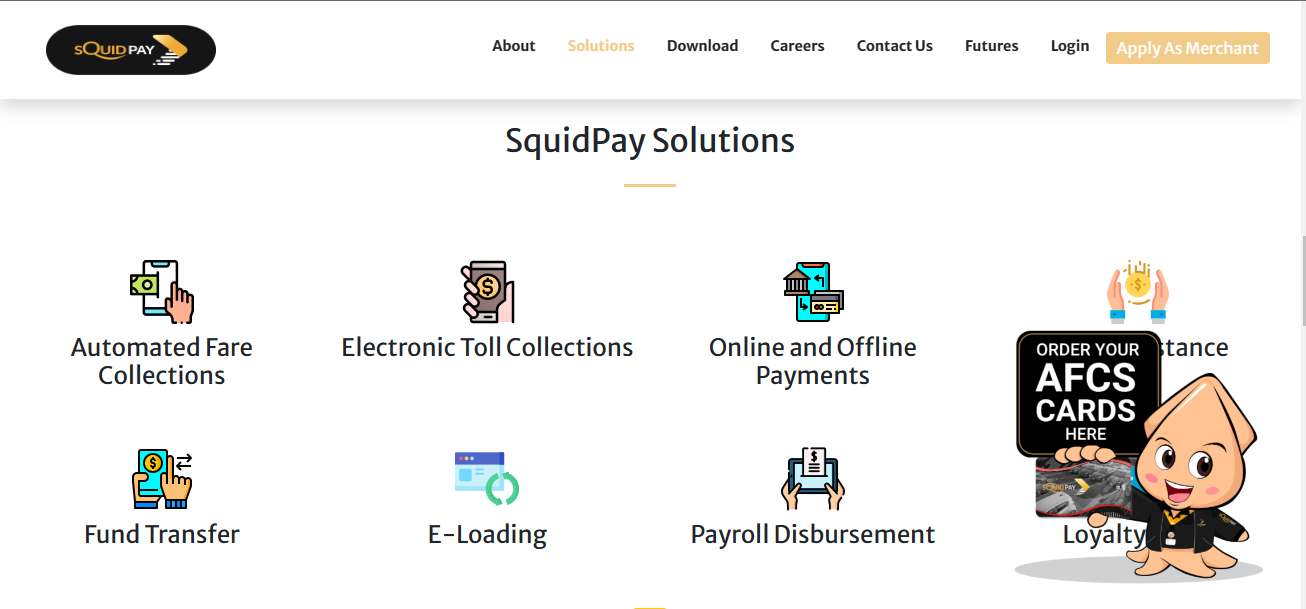 SQUIDPAY
About
Solutions
Download
Careers
Contact Us
Futures
Login
Apply As Merchant
SquidPay Solutions
Automated Fare
Collections
Electronic Toll Collections
Online and Offline
Payments
stance
ORDER YOUR
AFCS
CARDS
HERE
SQUIDPAY
Fund Transfer
E-Loading
Payroll Disbursement
Loyalty